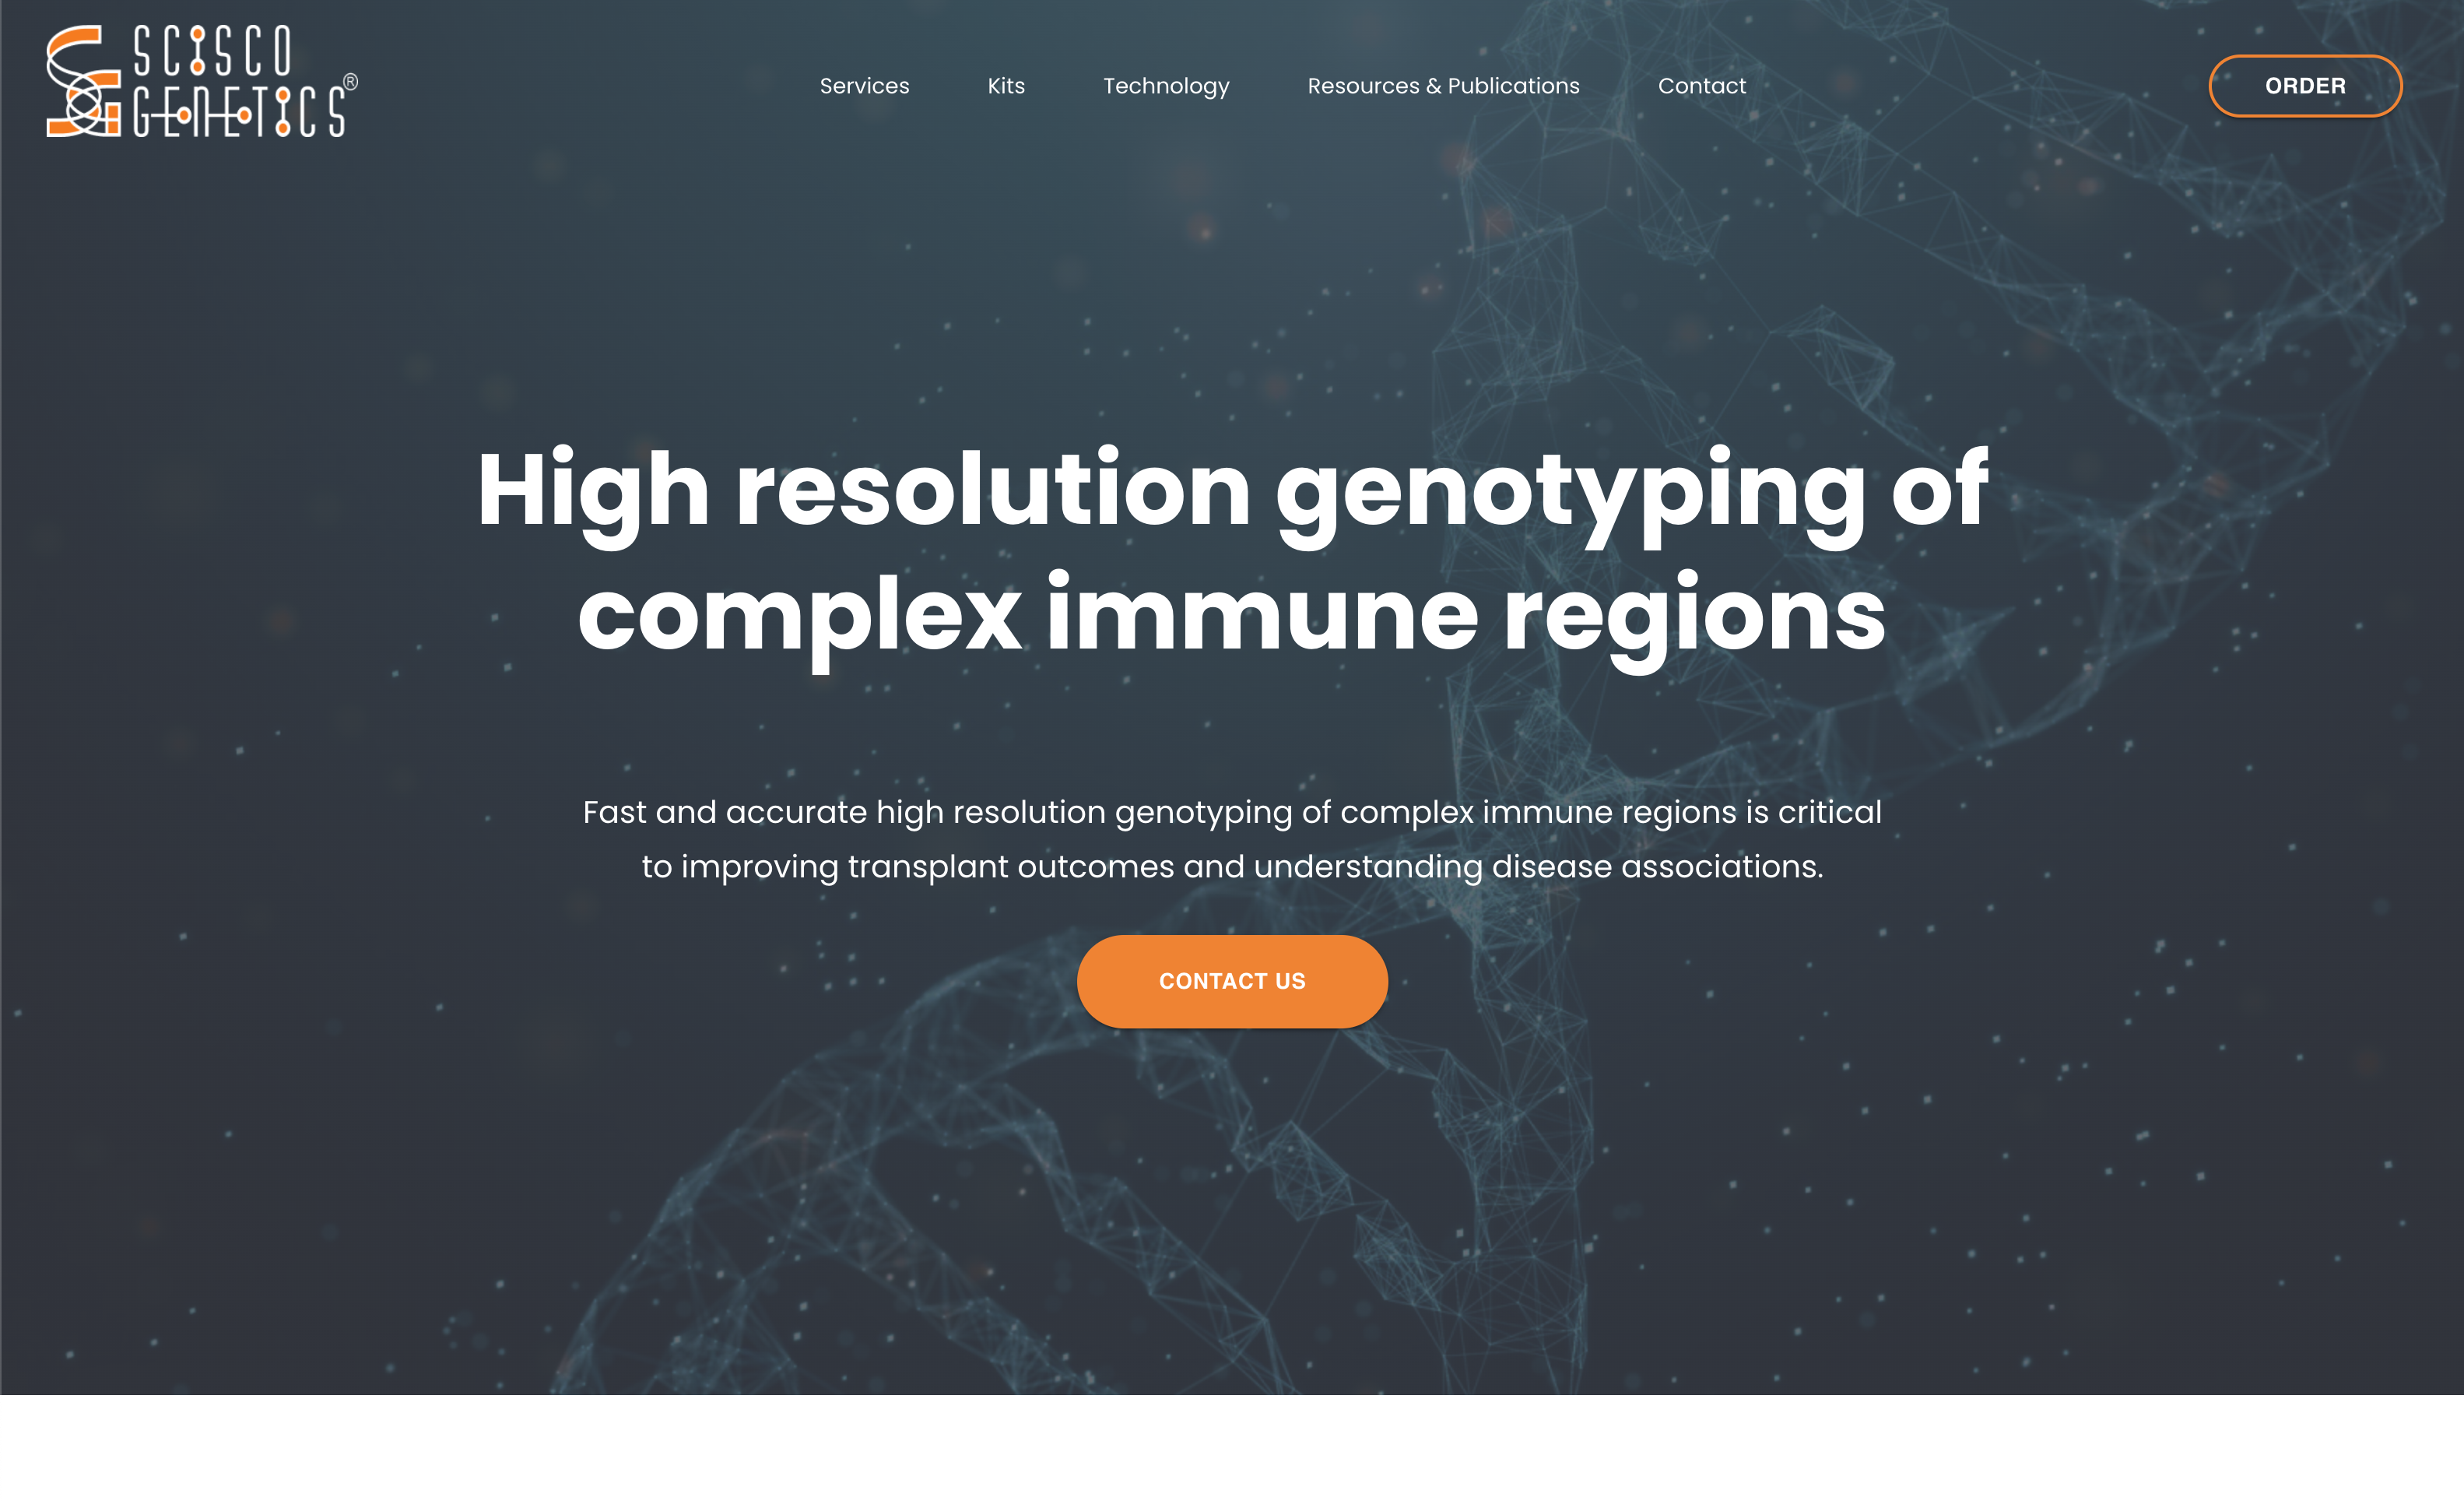 SCISCO
GENETICS®
Services
Kits
Technology
Resources & Publications
Contact
ORDER
High resolution genotyping of
complex immune regions
Fast and accurate high resolution genotyping of complex immune regions is critical
to improving transplant outcomes and understanding disease associations.
CONTACT US